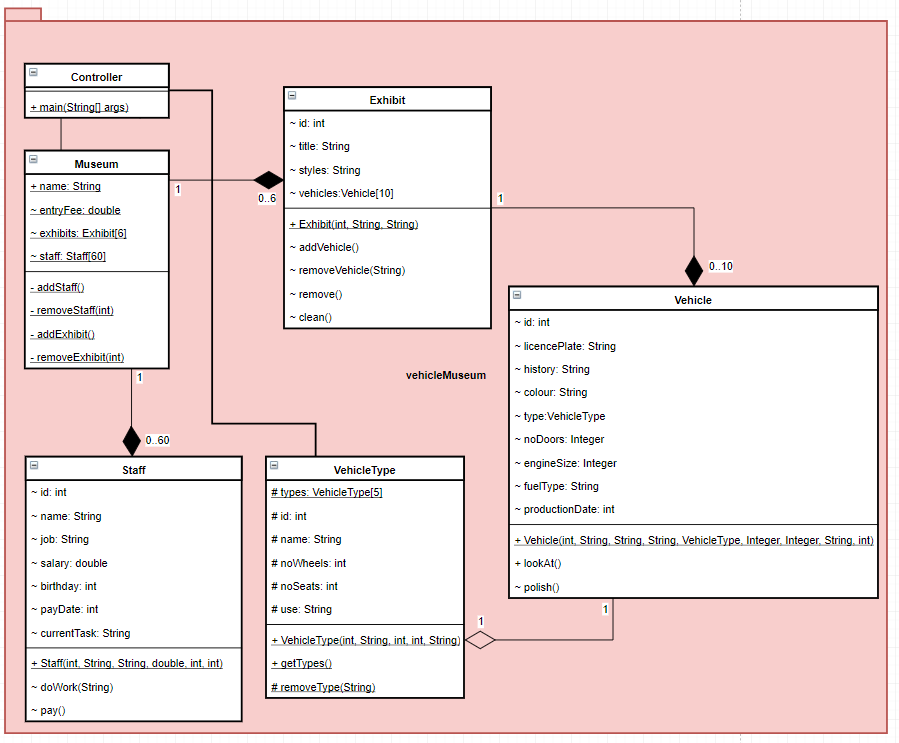 Controller
+ main(String[] args)
Museum
+ name: String
~ entryFee: double
~ exhibits: Exhibit[6]
~ staff: Staff[60]
- addStaff()
- removeStaff(int)
- addExhibit()
- removeExhibit(int)
1
0..6
1
0..60
Exhibit
~ id: int
~ title: String
~ styles: String
~ vehicles:Vehicle[10]
+ Exhibit(int, String, String)
~ addVehicle()
~ removeVehicle(String)
~ remove()
~ clean()
1
0..10
vehicleMuseum
Vehicle
~ id: int
~ licencePlate: String
~ history: String
~ colour: String
~ type:VehicleType
~ noDoors: Integer
~ engineSize: Integer
~ fuelType: String
~ productionDate: int
+ Vehicle(int, String, String, String, VehicleType, Integer, Integer, String, int)
+ lookAt()
~ polish()
1
1
Staff
~ id: int
~ name: String
~ job: String
~ salary: double
~ birthday: int
~ payDate: int
~ currentTask: String
+ Staff(int, String, String, double, int, int)
~ doWork(String)
~ pay()
VehicleType
# types: VehicleType[5]
# id: int
# name: String
# noWheels: int
# noSeats: int
# use: String
+ VehicleType(int, String, int, int, String)
+ getTypes()
# removeType(String)